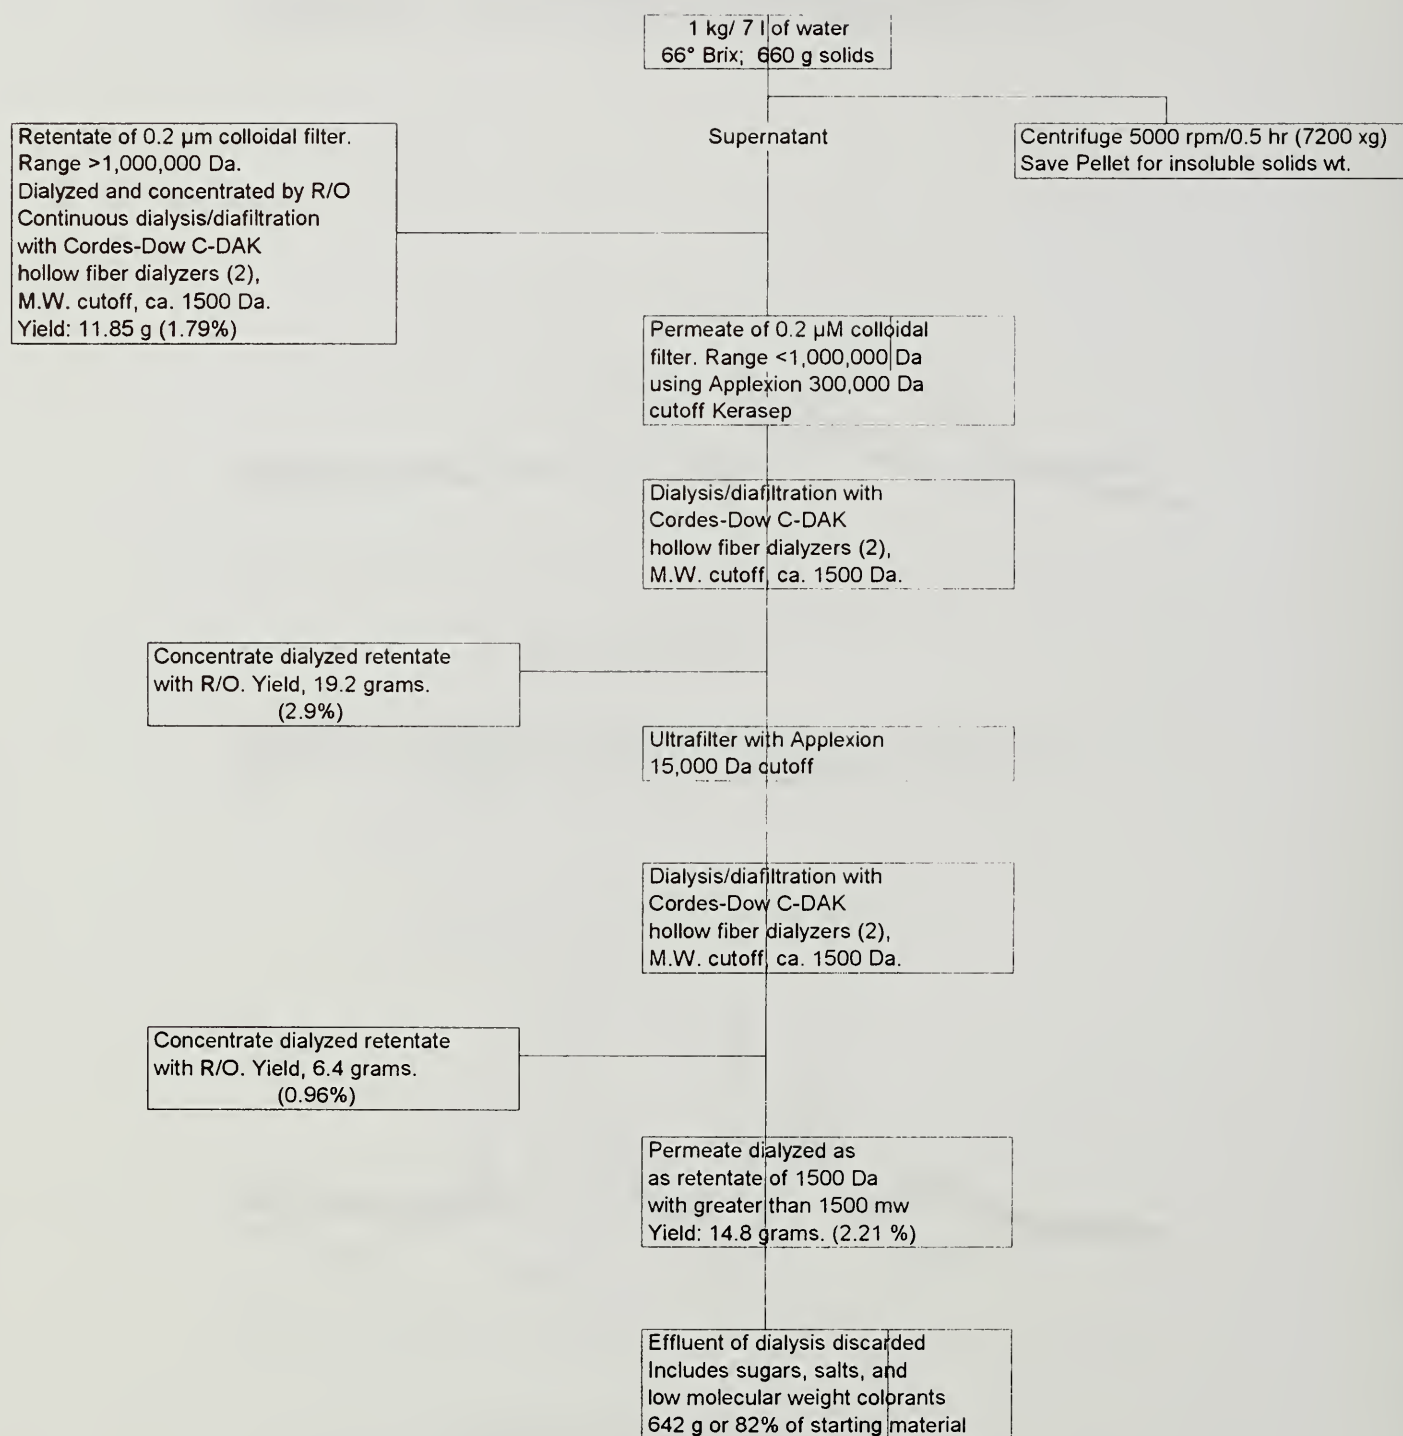 1 kg/ 7 l of water
66° Brix; 660 g solids
Retentate of 0.2 µm colloidal filter.
Range >1,000,000 Da.
Dialyzed and concentrated by R/O
Continuous dialysis/diafiltration
with Cordes-Dow C-DAK
hollow fiber dialyzers (2),
M.W. cutoff, ca. 1500 Da.
Yield: 11.85 g (1.79%)
Supernatant
Centrifuge 5000 rpm/0.5 hr (7200 xg)
Save Pellet for insoluble solids wt.
Permeate of 0.2 µM colloidal
filter. Range <1,000,000 Da
using Applexion 300,000 Da
cutoff Kerasep
Dialysis/diafiltration with
Cordes-Dow C-DAK
hollow fiber dialyzers (2),
M.W. cutoff, ca. 1500 Da.
Concentrate dialyzed retentate
with R/O. Yield, 19.2 grams.
(2.9%)
Ultrafilter with Applexion
15,000 Da cutoff
Dialysis/diafiltration with
Cordes-Dow C-DAK
hollow fiber dialyzers (2),
M.W. cutoff, ca. 1500 Da.
Concentrate dialyzed retentate
with R/O. Yield, 6.4 grams.
(0.96%)
Permeate dialyzed as
as retentate of 1500 Da
with greater than 1500 mw
Yield: 14.8 grams. (2.21 %)
Effluent of dialysis discarded
Includes sugars, salts, and
low molecular weight colorants
642 g or 82% of starting material